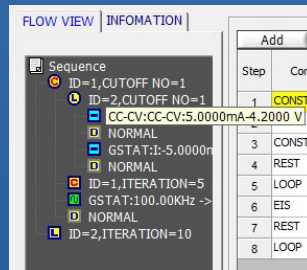 FLOW VIEW INFOMATION
Sequence
ID=1,CUTOFF NO=1
ID=2,CUTOFF NO=1
CC-CV:CC-CV:5.0000mA-4.2000 V
NORMAL
GSTAT:I:-5.0000m
NORMAL
ID=1,ITERATION=5
GSTAT:100.00KHz ->
NORMAL
ID=2,ITERATION=10
Add
Step Con
1 CONST
3 CONST
4 REST
5 LOOP
6 EIS
7 REST
8 LOOP